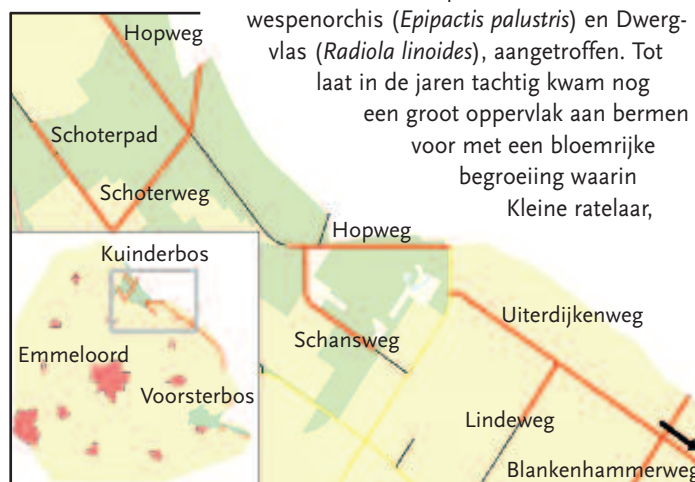 wespenorchis (Epipactis palustris) en Dwerg-
vlas (Radiola linoides), aangetroffen. Tot
laat in de jaren tachtig kwam nog
een groot oppervlak aan bermen
voor met een bloemrijke
begroeiing waarin
Kleine ratelaar,
Hopweg
Schoterpad
Schoterweg
Hopweg
Kuinderbos
Uiterdijkenweg
Schansweg
Emmeloord
Voorsterbos
Lindeweg
Blankenhammerweg